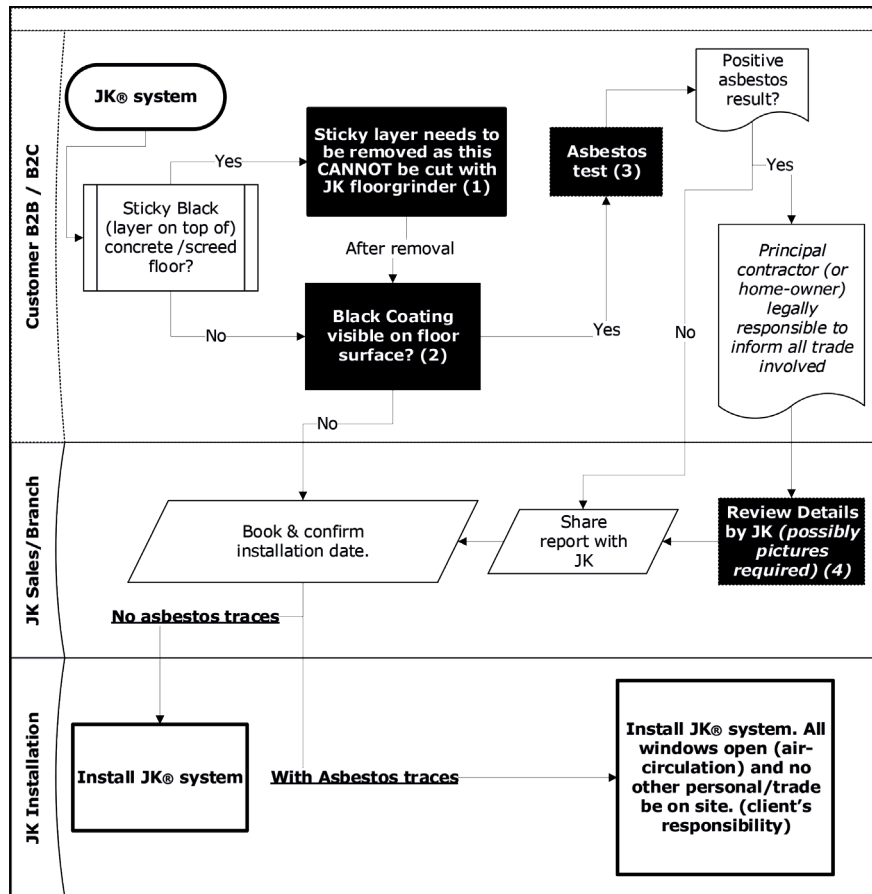 Customer B2B / B2C
JK® system
Sticky Black
(layer on top of)
concrete /screed
floor?
Yes
Sticky layer needs to
be removed as this
CANNOT be cut with
JK floorgrinder (1)
After removal
No
Black Coating
visible on floor
surface? (2)
Yes
Asbestos
test (3)
Positive
asbestos
result?
Yes
No
Principal
contractor (or
home-owner)
legally
responsible to
inform all trade
involved
No
JK Sales/Branch
Book & confirm
installation date.
Share
report with
JK
Review Details
by JK (possibly
pictures
required) (4)
No asbestos traces
JK Installation
Install JK® system
With Asbestos traces
Install JK® system. All
windows open (air-
circulation) and no
other personal/trade
be on site. (client's
responsibility)